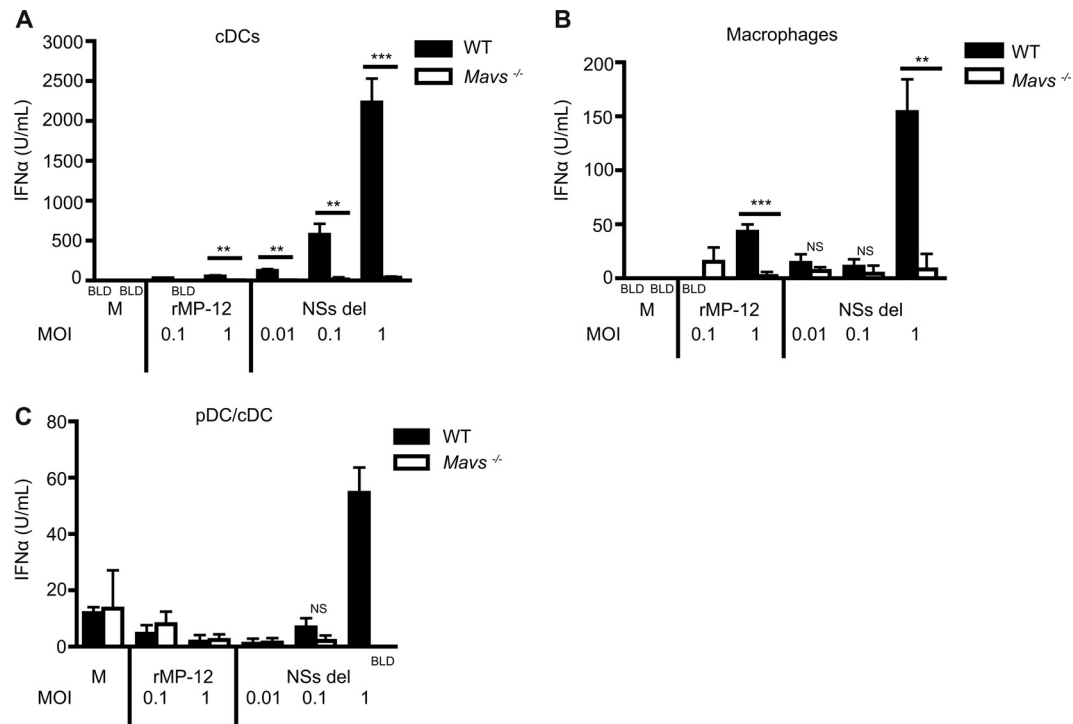 A
cDCs
WT
Mavs -/-
IFNα (U/mL)
3000
2500
2000
1500
1000
500
0
***
**
**
**
BLD BLD BLD
M rMP-12 NSs del
MOI 0.1 1 0.01 0.1 1
B
Macrophages
WT
Mavs -/-
IFNα (U/mL)
200
150
100
50
0
**
***
NS NS
BLD BLD BLD
M rMP-12 NSs del
MOI 0.1 1 0.01 0.1 1
C
pDC/cDC
WT
Mavs -/-
IFNα (U/mL)
80
60
40
20
0
NS
BLD
M rMP-12 NSs del
MOI 0.1 1 0.01 0.1 1